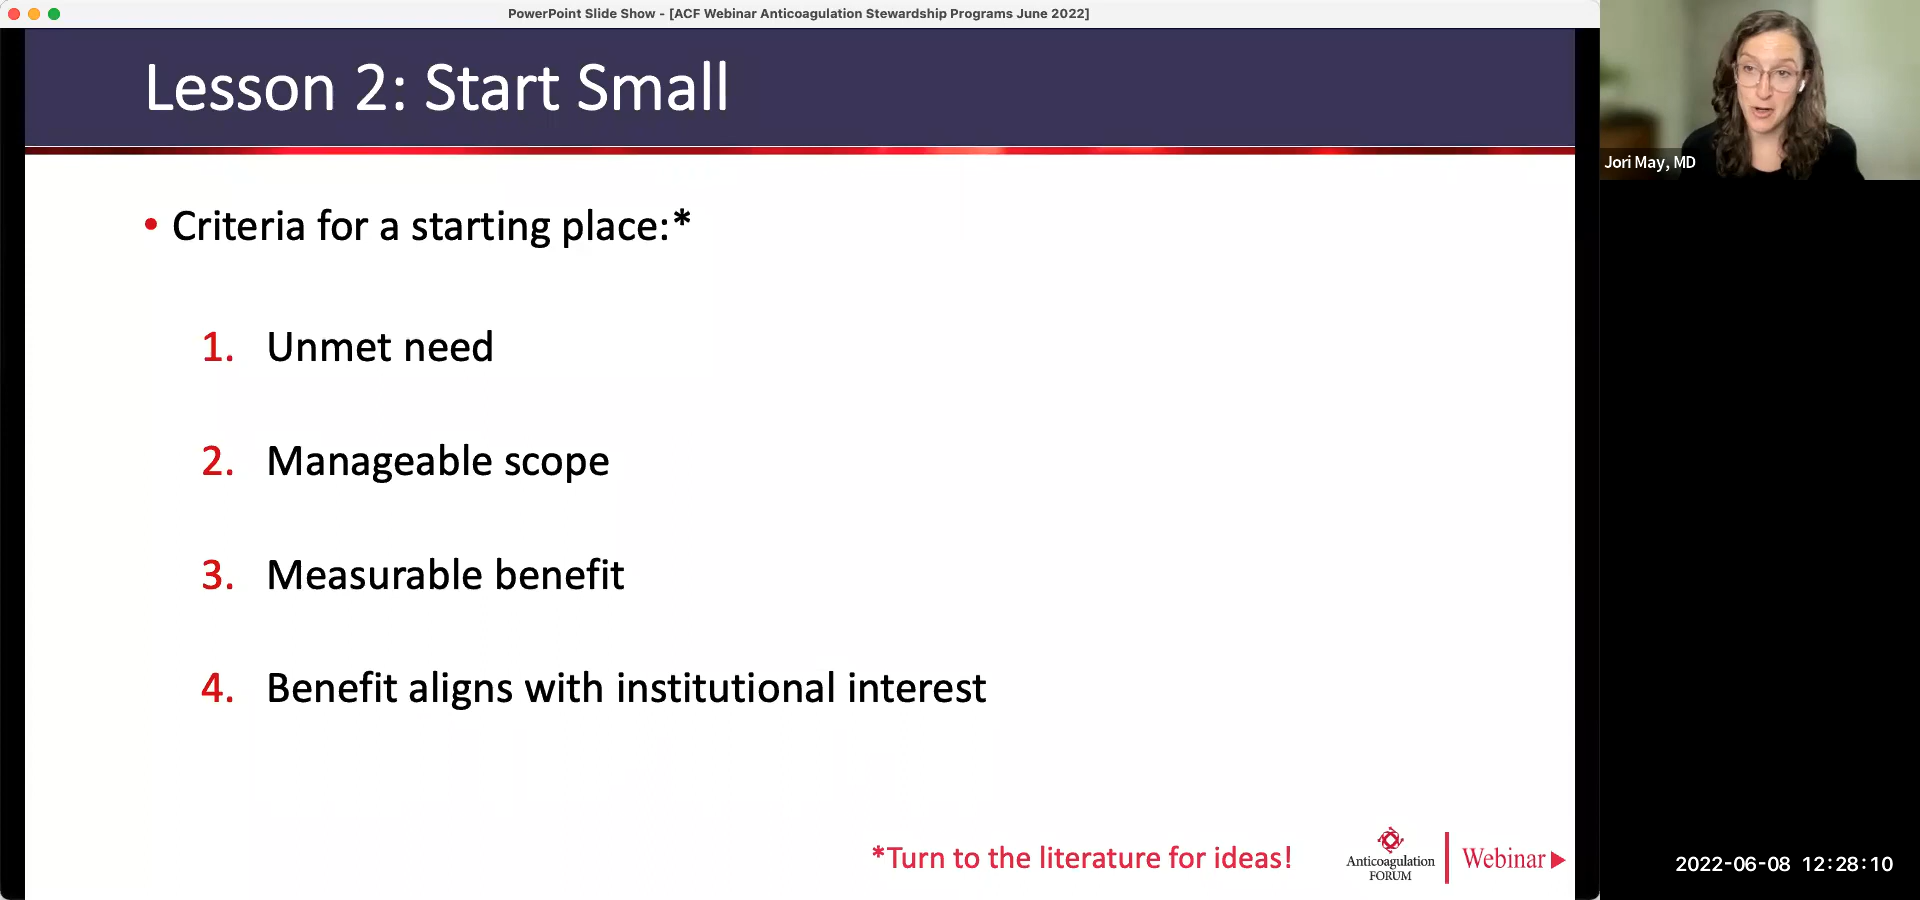 PowerPoint Slide Show - [ACF Webinar Anticoagulation Stewardship Programs June 2022]
Lesson 2: Start Small
Jori May, MD
• Criteria for a starting place:*
1. Unmet need
2. Manageable scope
3. Measurable benefit
4. Benefit aligns with institutional interest
*Turn to the literature for ideas!
Anticoagulation
FORUM
Webinar
2022-06-08 12:28:10